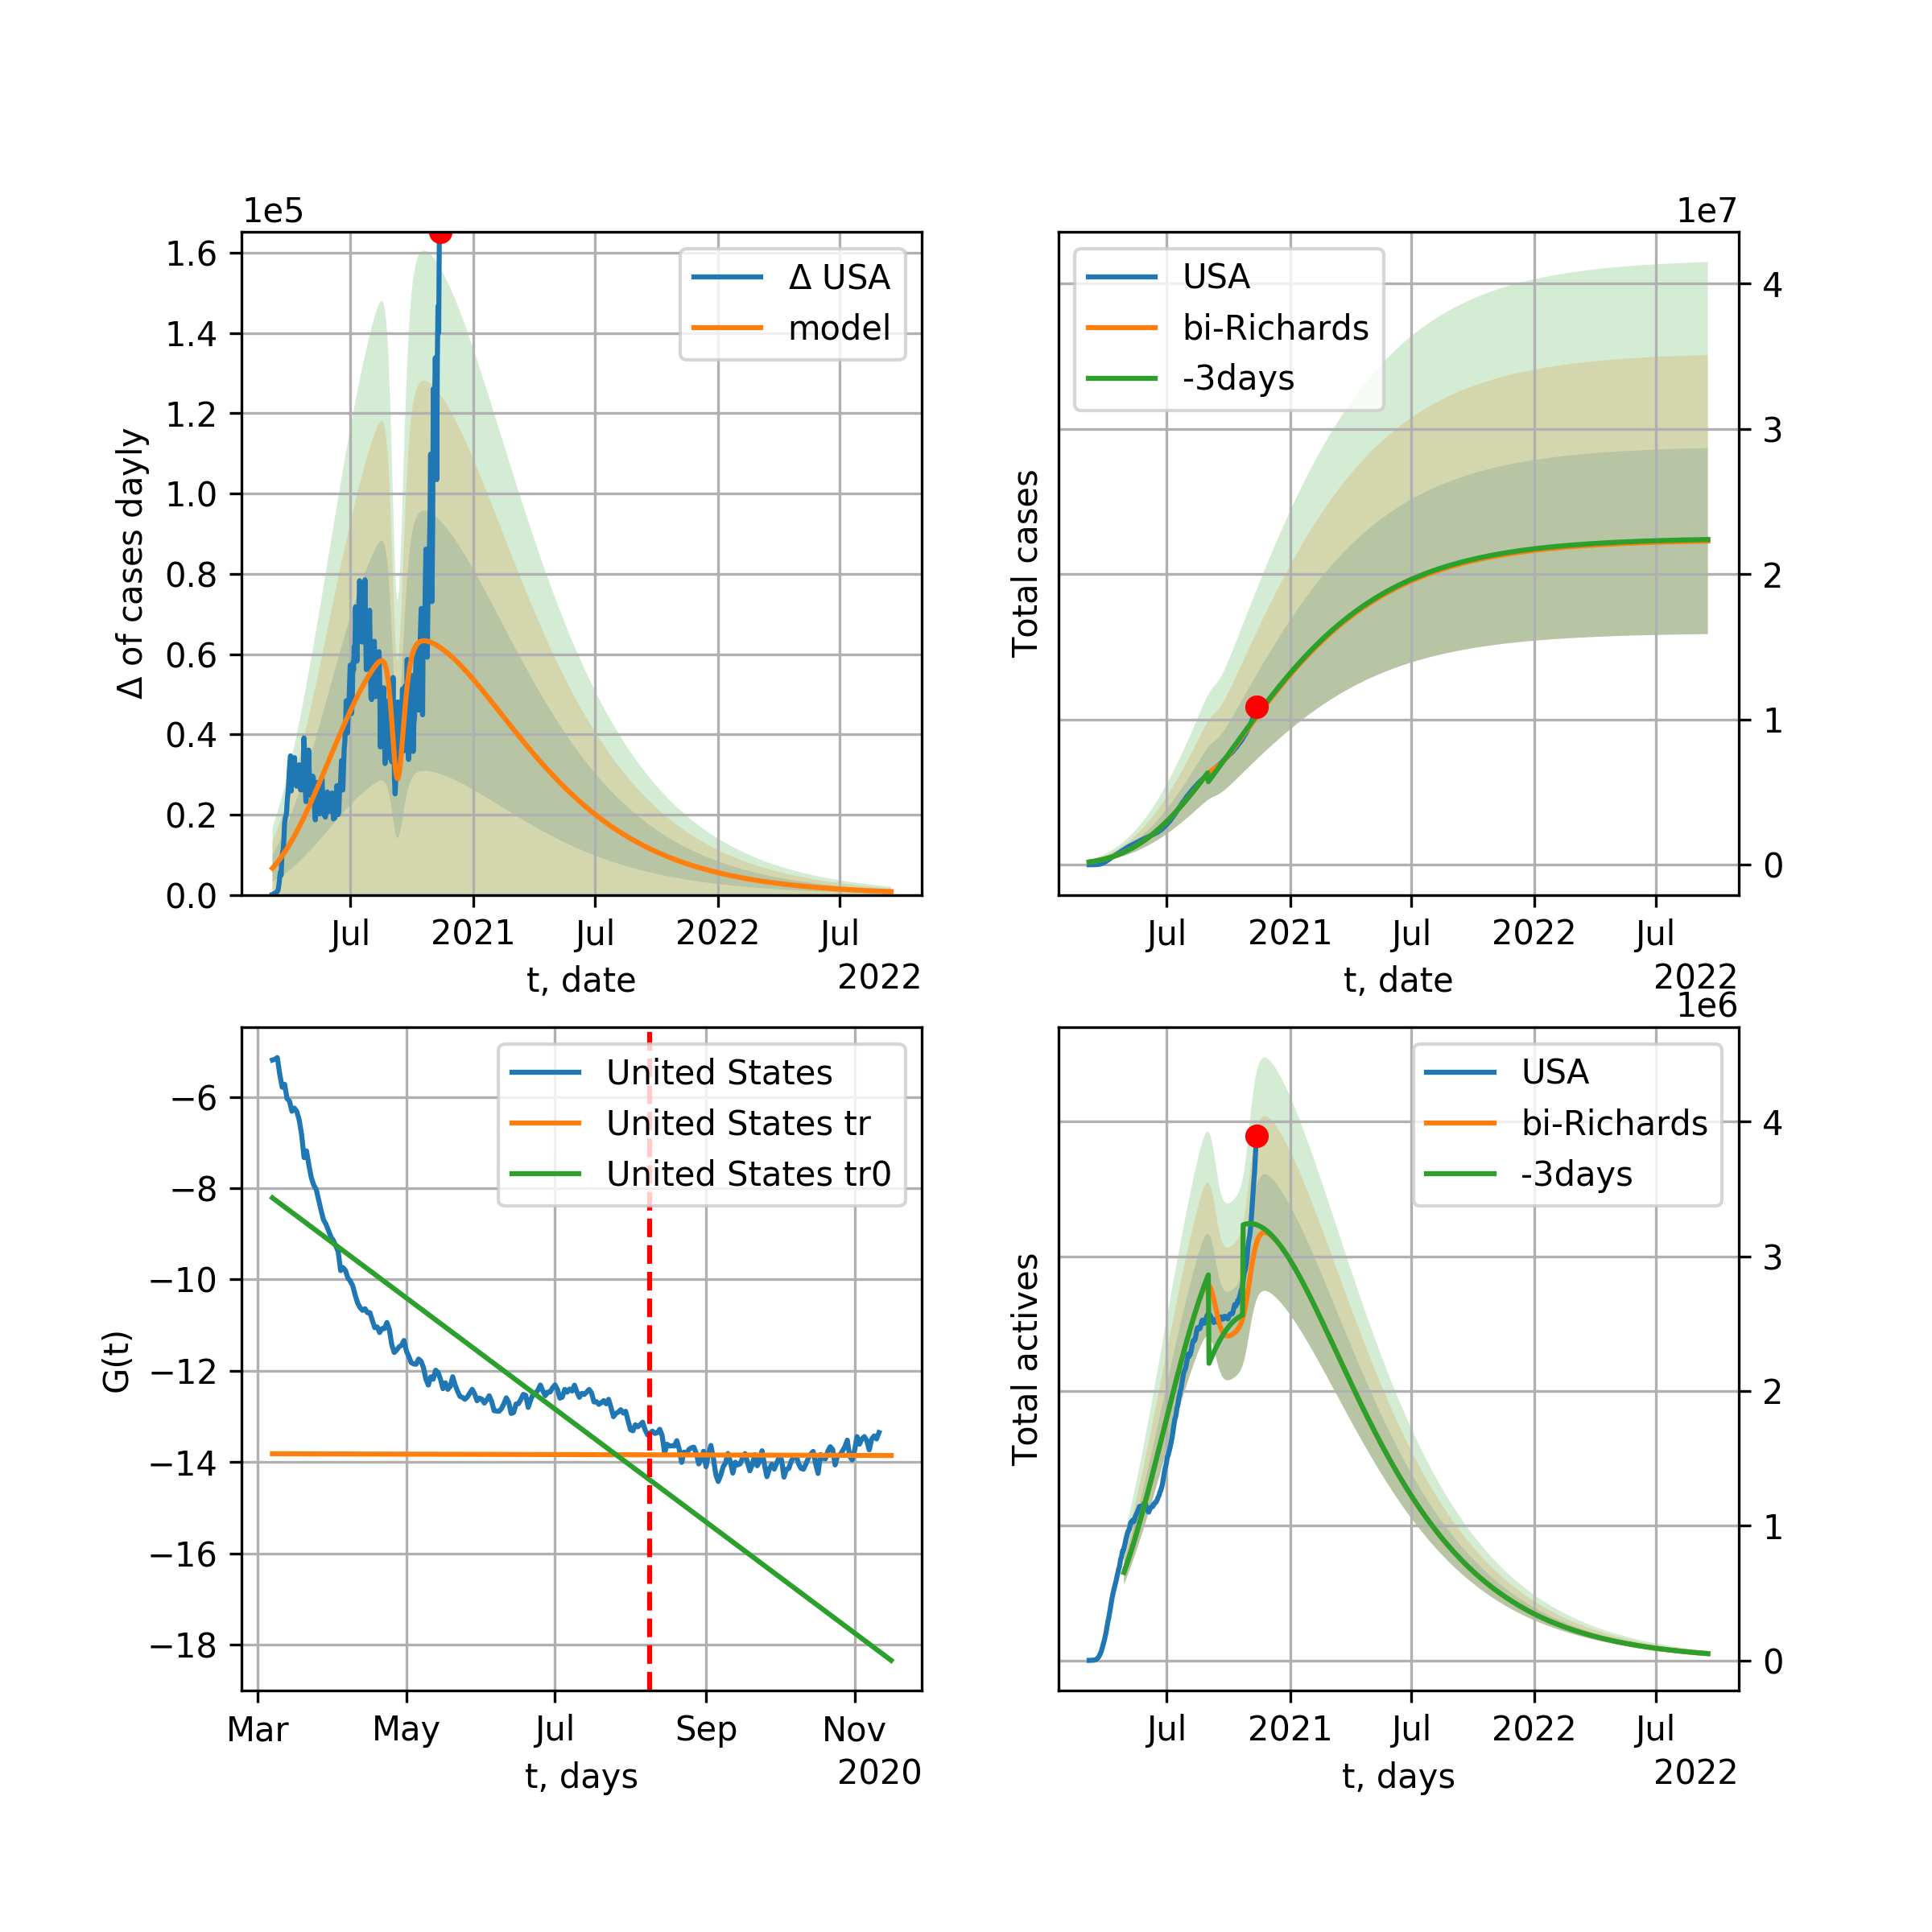 1e5
Δ of cases dayly
1.6
1.4
1.2
1.0
0.8
0.6
0.4
0.2
0.0
Δ USA
model
Jul 2021 Jul 2022 Jul
t, date
2022
1e7
Total cases
USA
bi-Richards
-3days
4
3
2
1
0
Jul 2021 Jul 2022 Jul
t, date
2022
G(t)
−6
−8
−10
−12
−14
−16
−18
United States
United States tr
United States tr0
Mar May Jul Sep Nov
t, days
2020
1e6
Total actives
USA
bi-Richards
-3days
4
3
2
1
0
Jul 2021 Jul 2022 Jul
t, days
2022